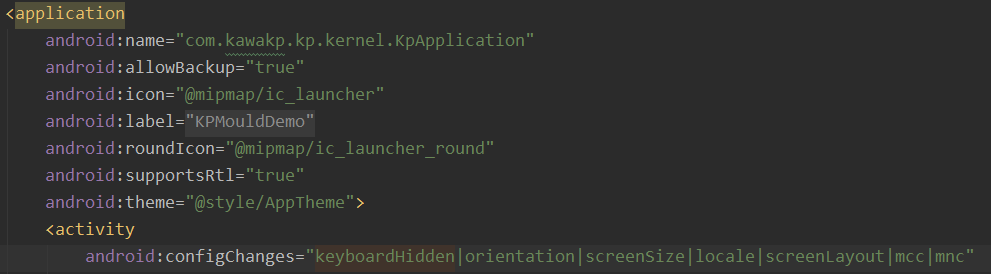 <application
android:name="com.kawakp.kp.kernel.KpApplication"
android:allowBackup="true"
android:icon="@mipmap/ic_launcher"
android:label="KPMouldDemo"
android:roundIcon="@mipmap/ic_launcher_round"
android:supportsRtl="true"
android:theme="@style/AppTheme">
<activity
android:configChanges="keyboardHidden|orientation|screenSize|locale|screenLayout|mcc|mnc"